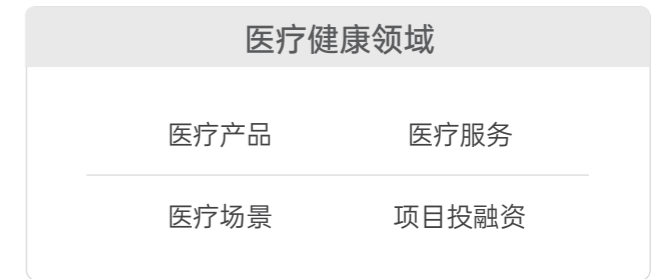 医疗健康领域
医疗产品 医疗服务
医疗场景 项目投融资